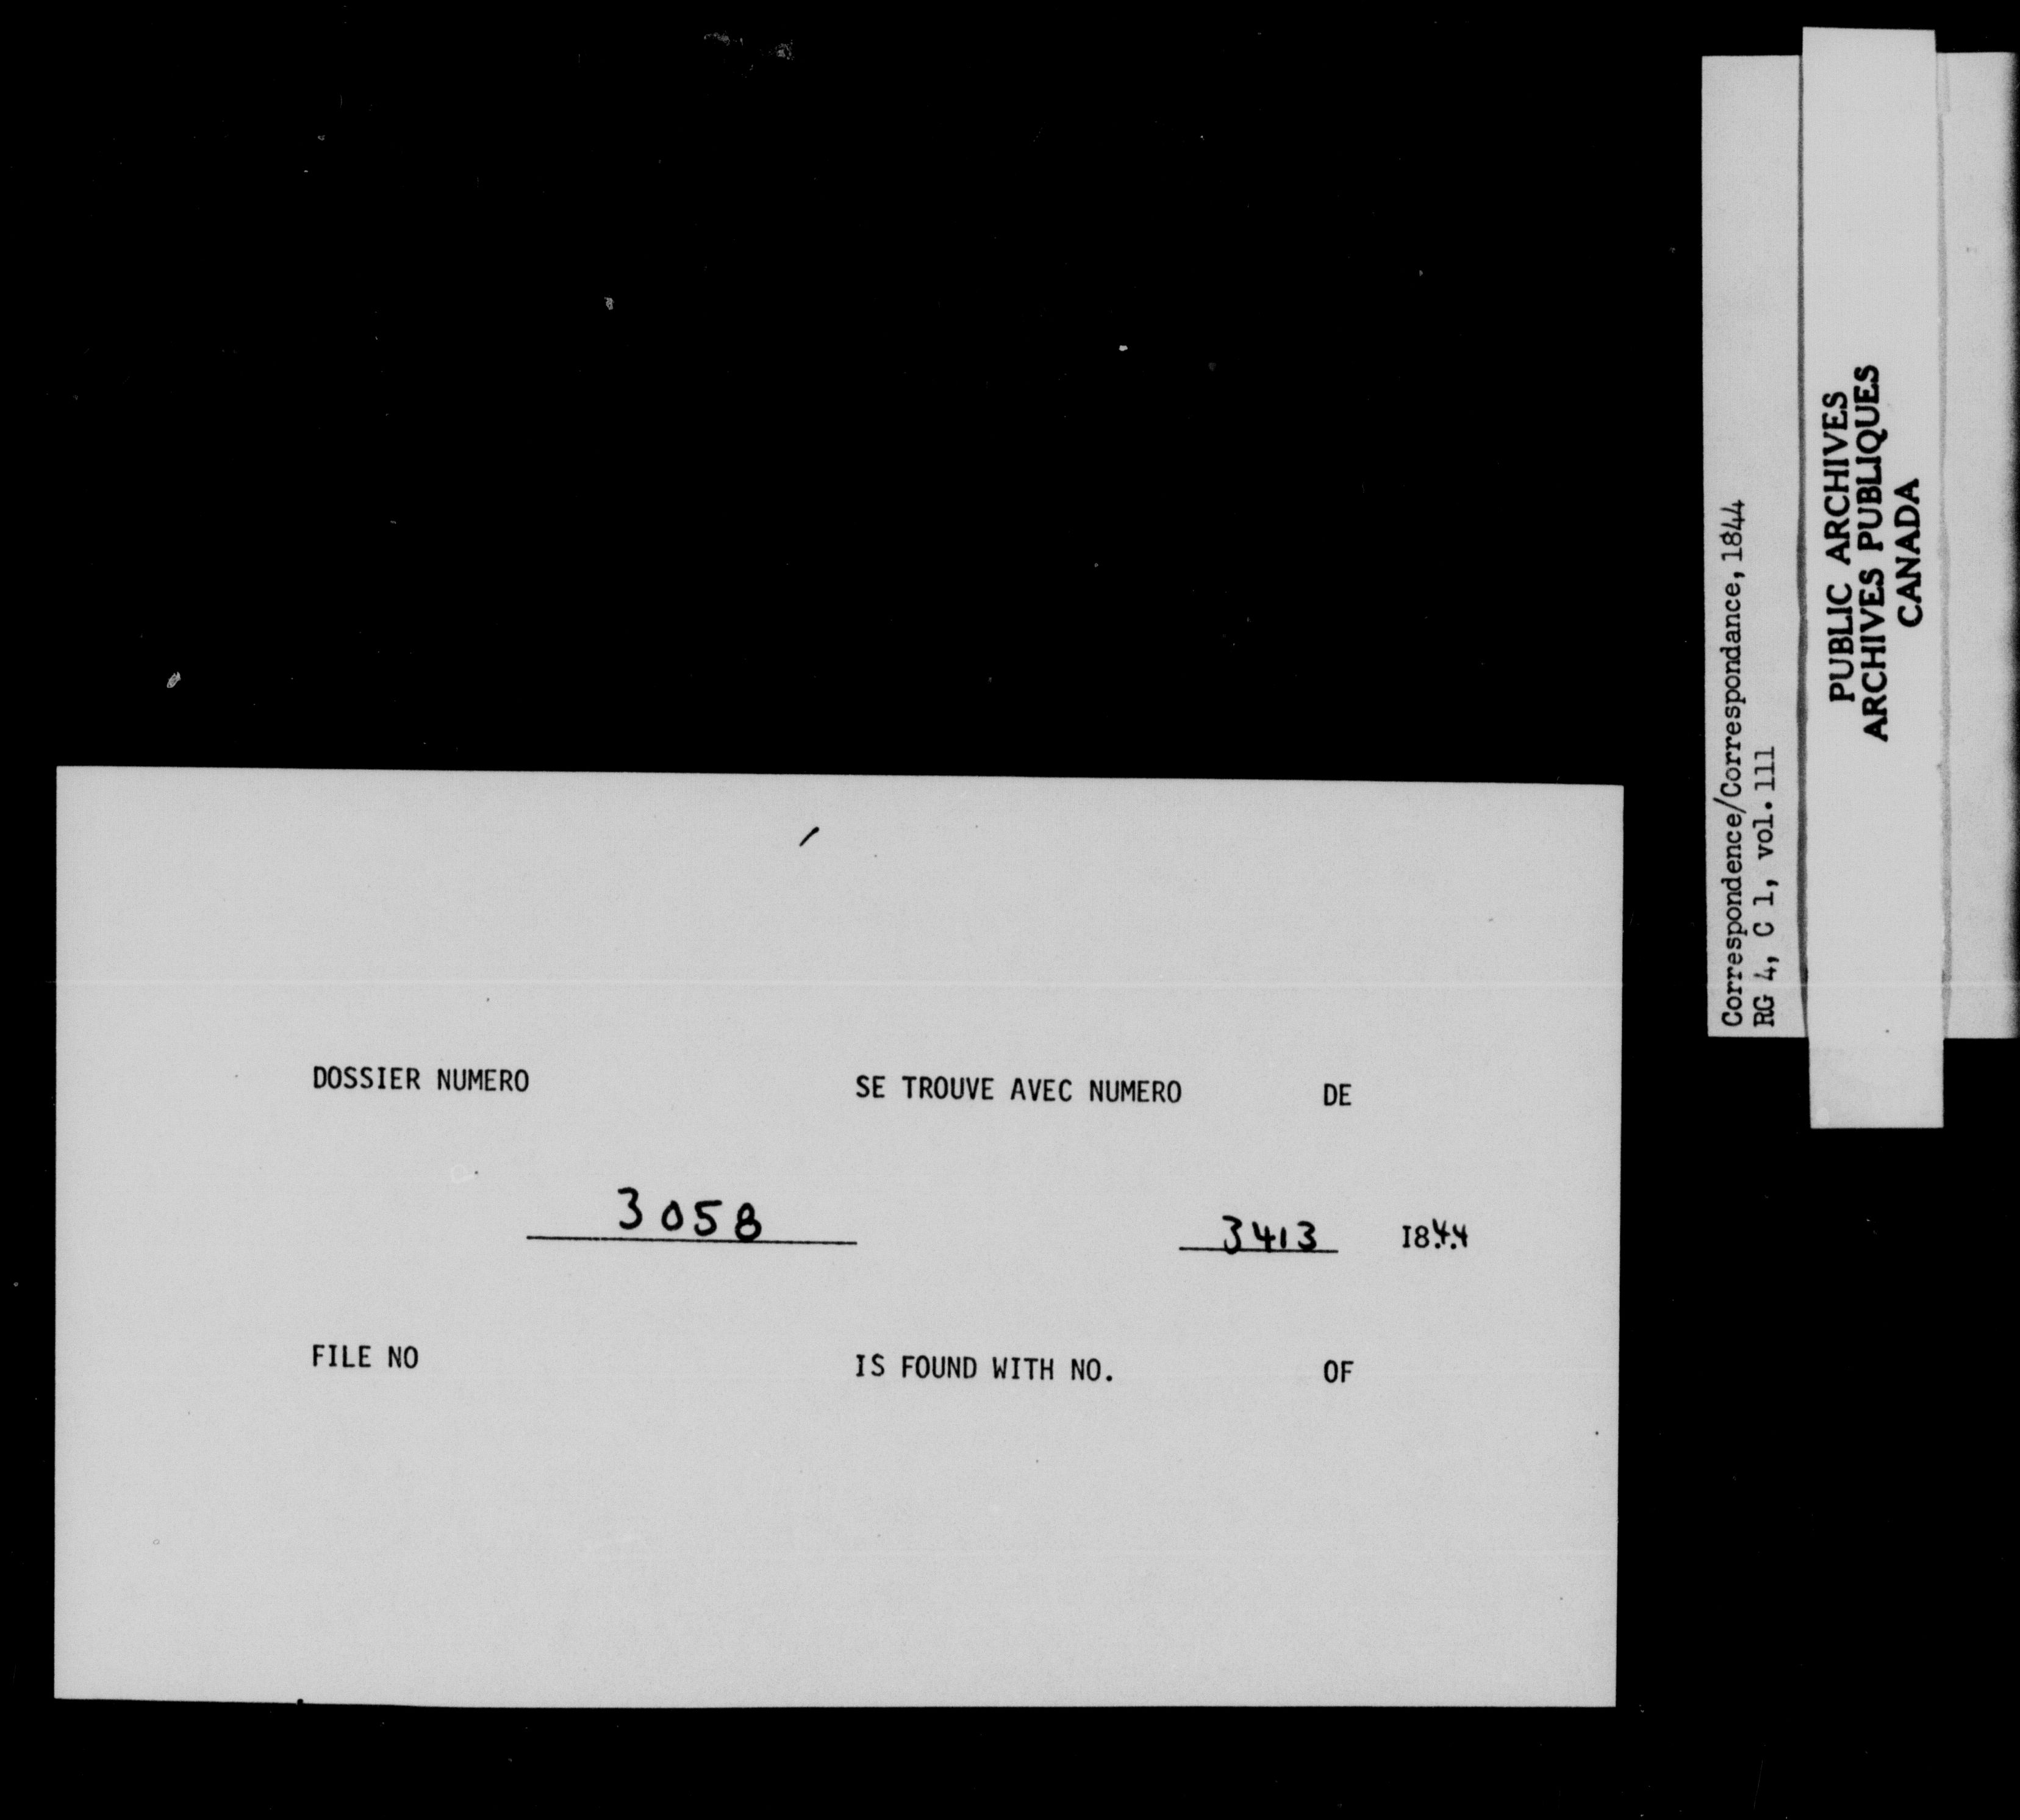 DOSSIER NUMERO SE TROUVE AVEC NUMERO DE
3058 3413 1844
FILE NO IS FOUND WITH NO. OF
Correspondence/Correspondance, 1844
RG 4, C 1, vol. 111
PUBLIC ARCHIVES
ARCHIVES PUBLIQUES
CANADA